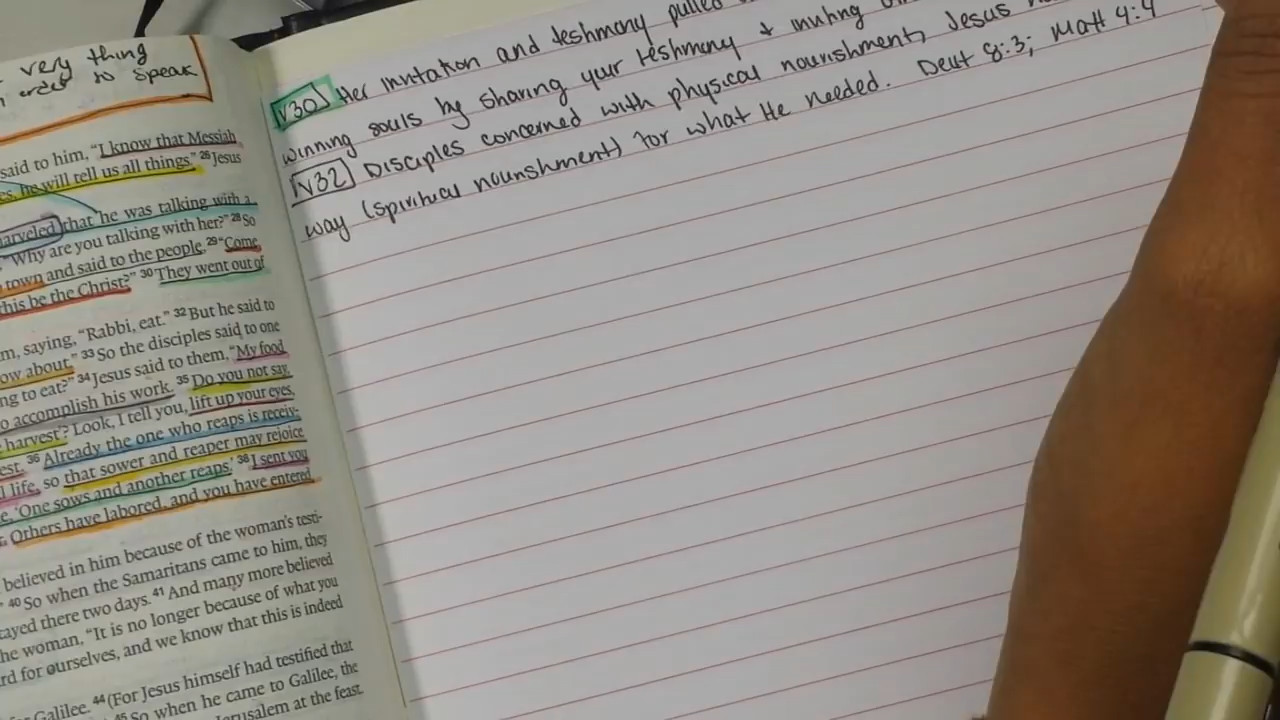 very thing
to speak
said to him, "I know that Messiah
es, he will tell us all things." 26 Jesus
arveled that he was talking with a
"Why are you talking with her?" 28 So
town and said to the people, 29 "Come
this be the Christ?" 30 They went out of
m, saying, "Rabbi, eat." 32 But he said to
ow about." 33 So the disciples said to one
ng to eat?" 34 Jesus said to them, "My food
o accomplish his work. 35 Do you not say,
harvest'? Look, I tell you, lift up your eyes,
est. 36 Already the one who reaps is receiv-
l life, so that sower and reaper may rejoice
e, 'One sows and another reaps.' 38 I sent you
Others have labored, and you have entered
believed in him because of the woman's testi-
40 So when the Samaritans came to him, they
tayed there two days. 41 And many more believed
he woman, "It is no longer because of what you
rd for ourselves, and we know that this is indeed
Galilee. 44 (For Jesus himself had testified that
45 So when he came to Galilee, the
erusalem at the feast.
V30 Her invitation and testimony pulled
winning souls by sharing your testimony + inviting
V32 Disciples concerned with physical nourishment, Jesus
way (spiritual nourishment) for what He needed. Deut 8:3; Matt 4:4